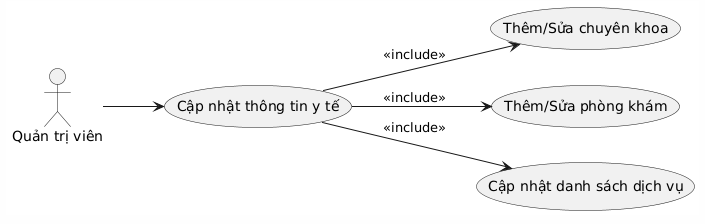 Thêm/Sửa chuyên khoa
«include»
Cập nhật thông tin y tế
«include»
Thêm/Sửa phòng khám
Quản trị viên
«include»
Cập nhật danh sách dịch vụ